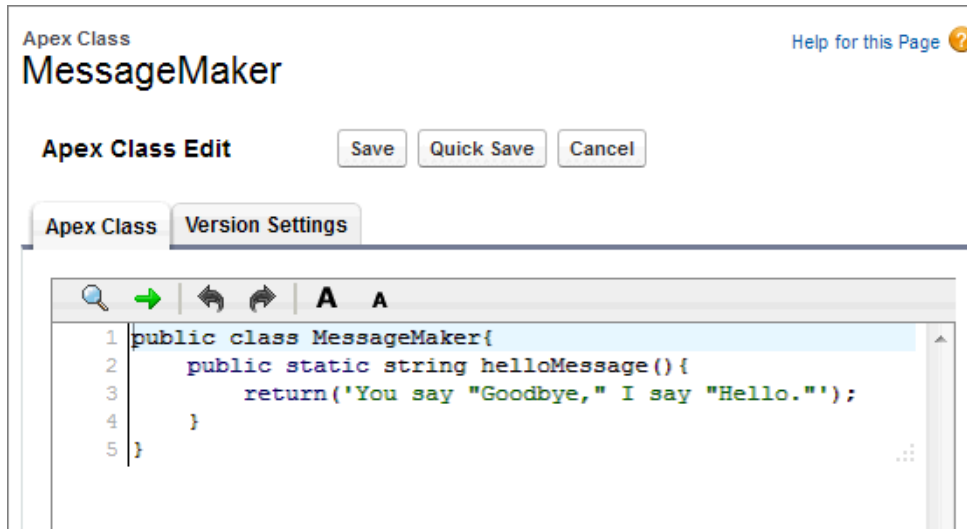 Apex Class
MessageMaker
Help for this Page ?
Apex Class Edit
Save Quick Save Cancel
Apex Class Version Settings
A A
1 public class MessageMaker{
2 public static string helloMessage(){
3 return('You say "Goodbye," I say "Hello."');
4 }
5 }